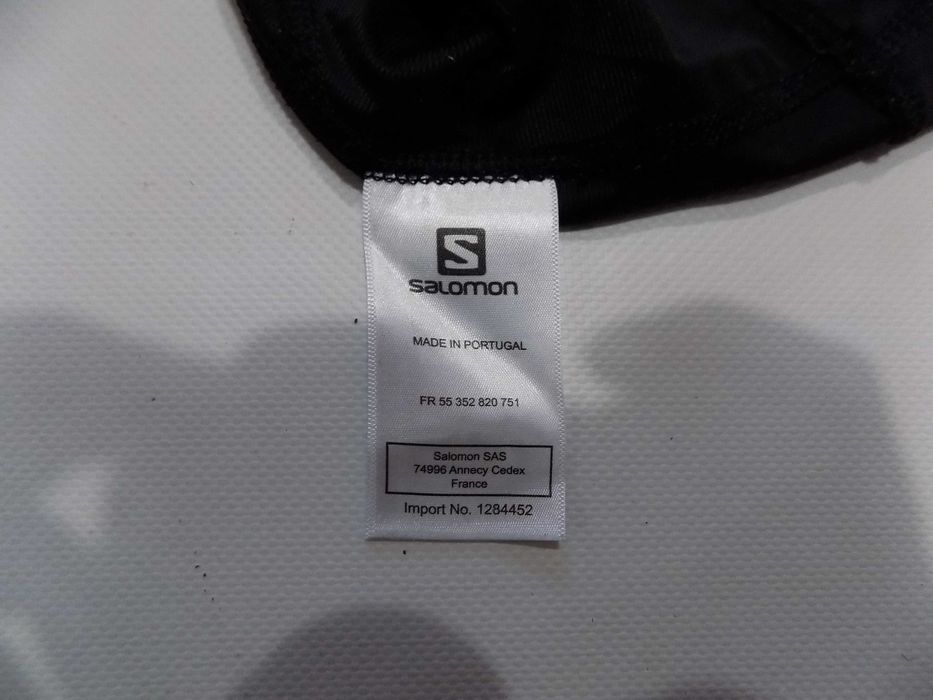 S
SALOMON
MADE IN PORTUGAL
FR 55 352 820 751
Salomon SAS
74996 Annecy Cedex
France
Import No. 1284452